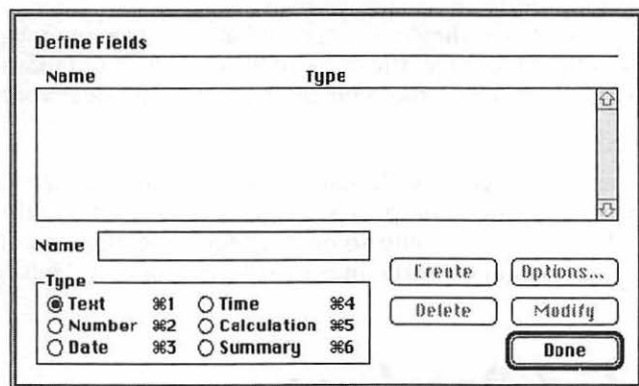 Define Fields
Name Type
Name
Type
Text ⌘1 Time ⌘4
Number ⌘2 Calculation ⌘5
Date ⌘3 Summary ⌘6
Create Options...
Delete Modify
Done